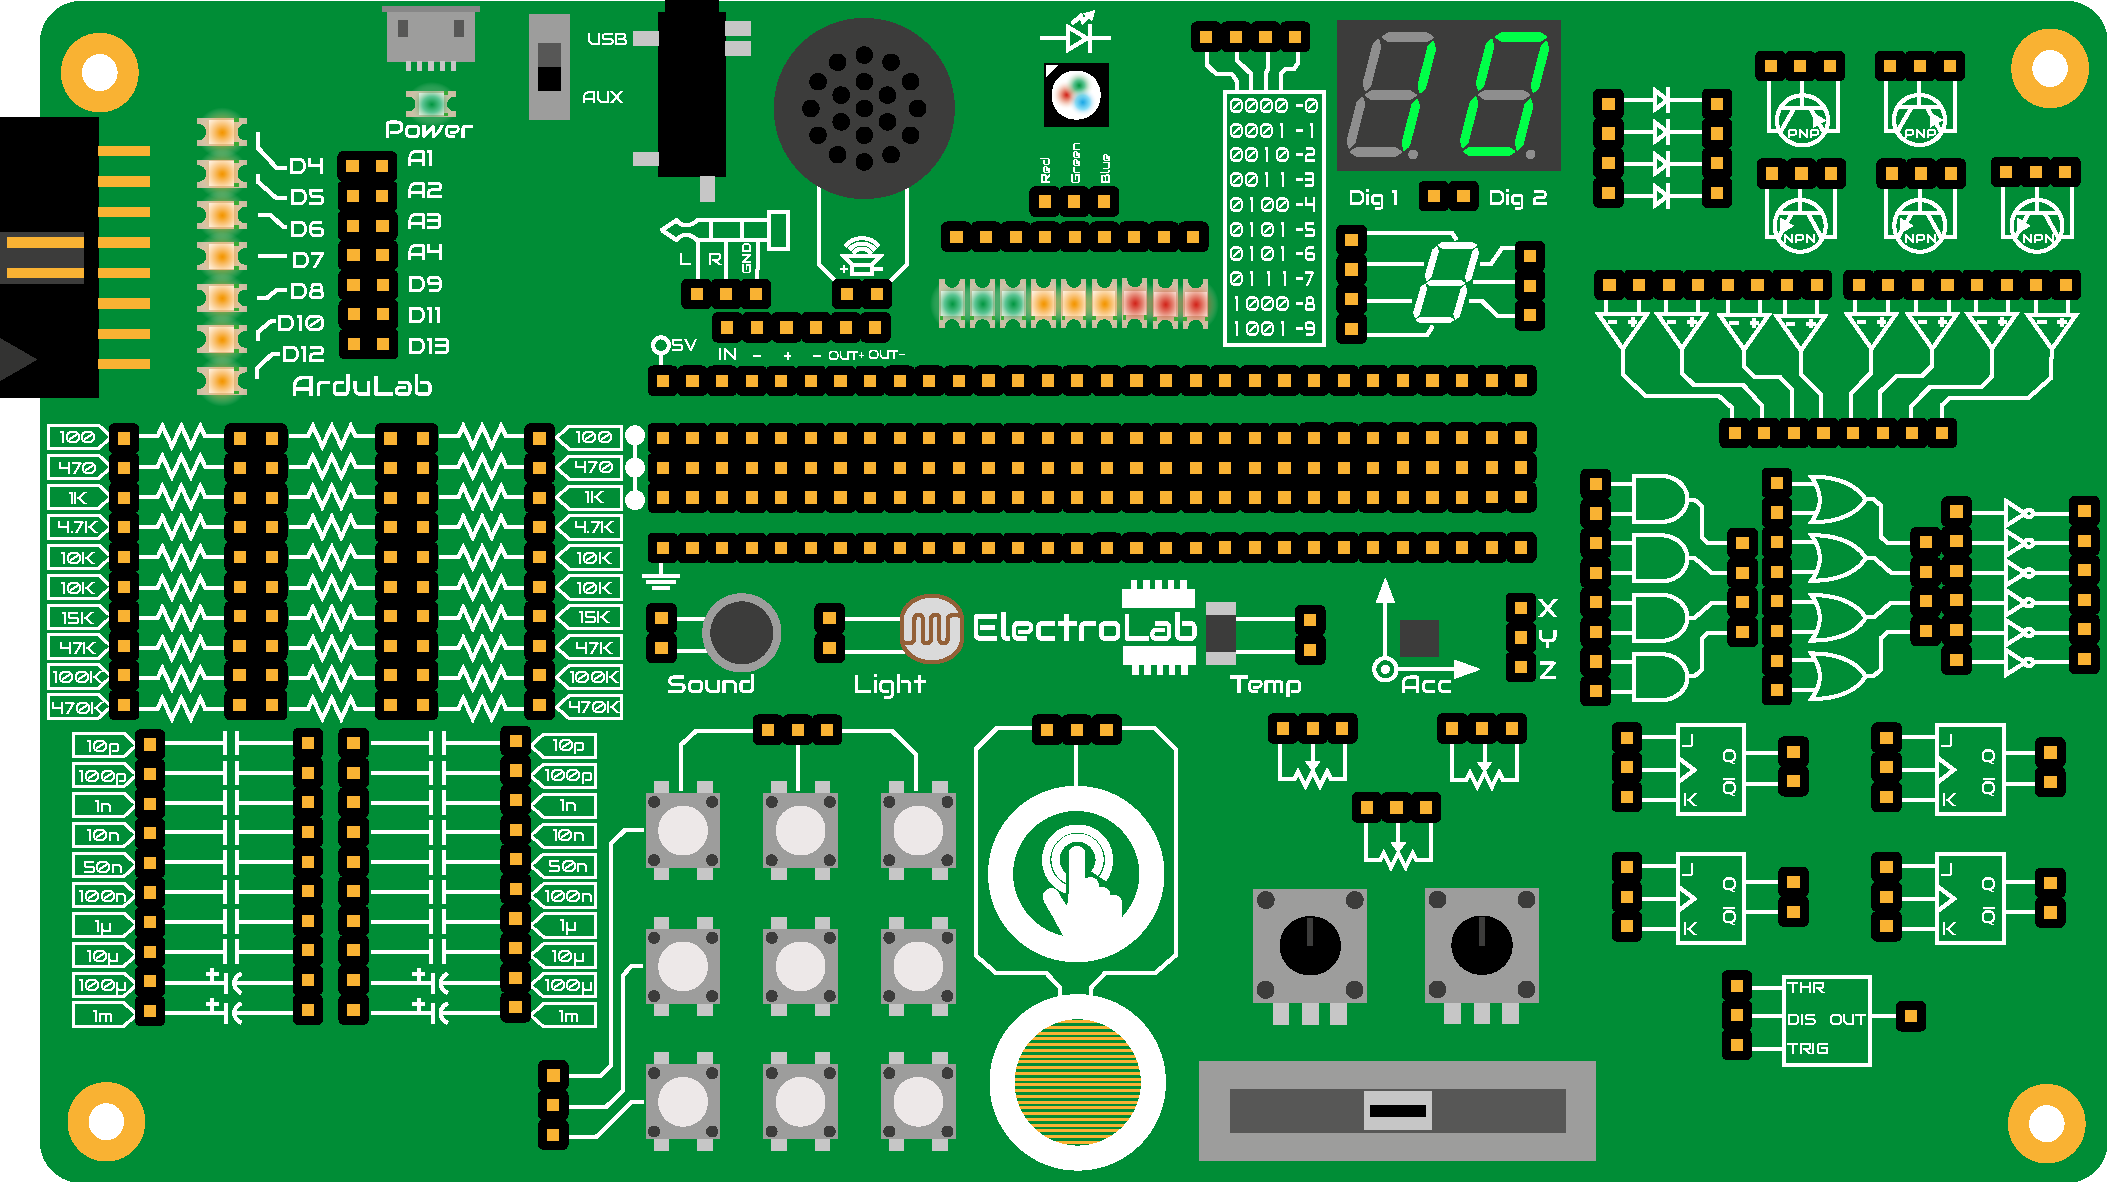 USB
AUX
Power
D4 A1
D5 A2
D6 A3
D7 A4
D8 D9
D10 D11
D12 D13
ArduLab
L R GND
5V
IN - + - OUT+ OUT-
Red Green Blue
0000 -0
0001 -1
0010 -2
0011 -3
0100 -4
0101 -5
0110 -6
0111 -7
1000 -8
1001 -9
10
Dig 1 Dig 2
PNP PNP
NPN NPN NPN
- + - + - + - + - + - + - + - +
100 100
470 470
1K 1K
4.7K 4.7K
10K 10K
10K 10K
15K 15K
47K 47K
100K 100K
470K 470K
10p 10p
100p 100p
1n 1n
10n 10n
50n 50n
100n 100n
1µ 1µ
10µ 10µ
100µ + + 100µ
1m + + 1m
Sound
Light
ElectroLab
Temp
Acc
X
Y
Z
J Q
K Q
J Q
K Q
J Q
K Q
J Q
K Q
THR
DIS OUT
TRIG